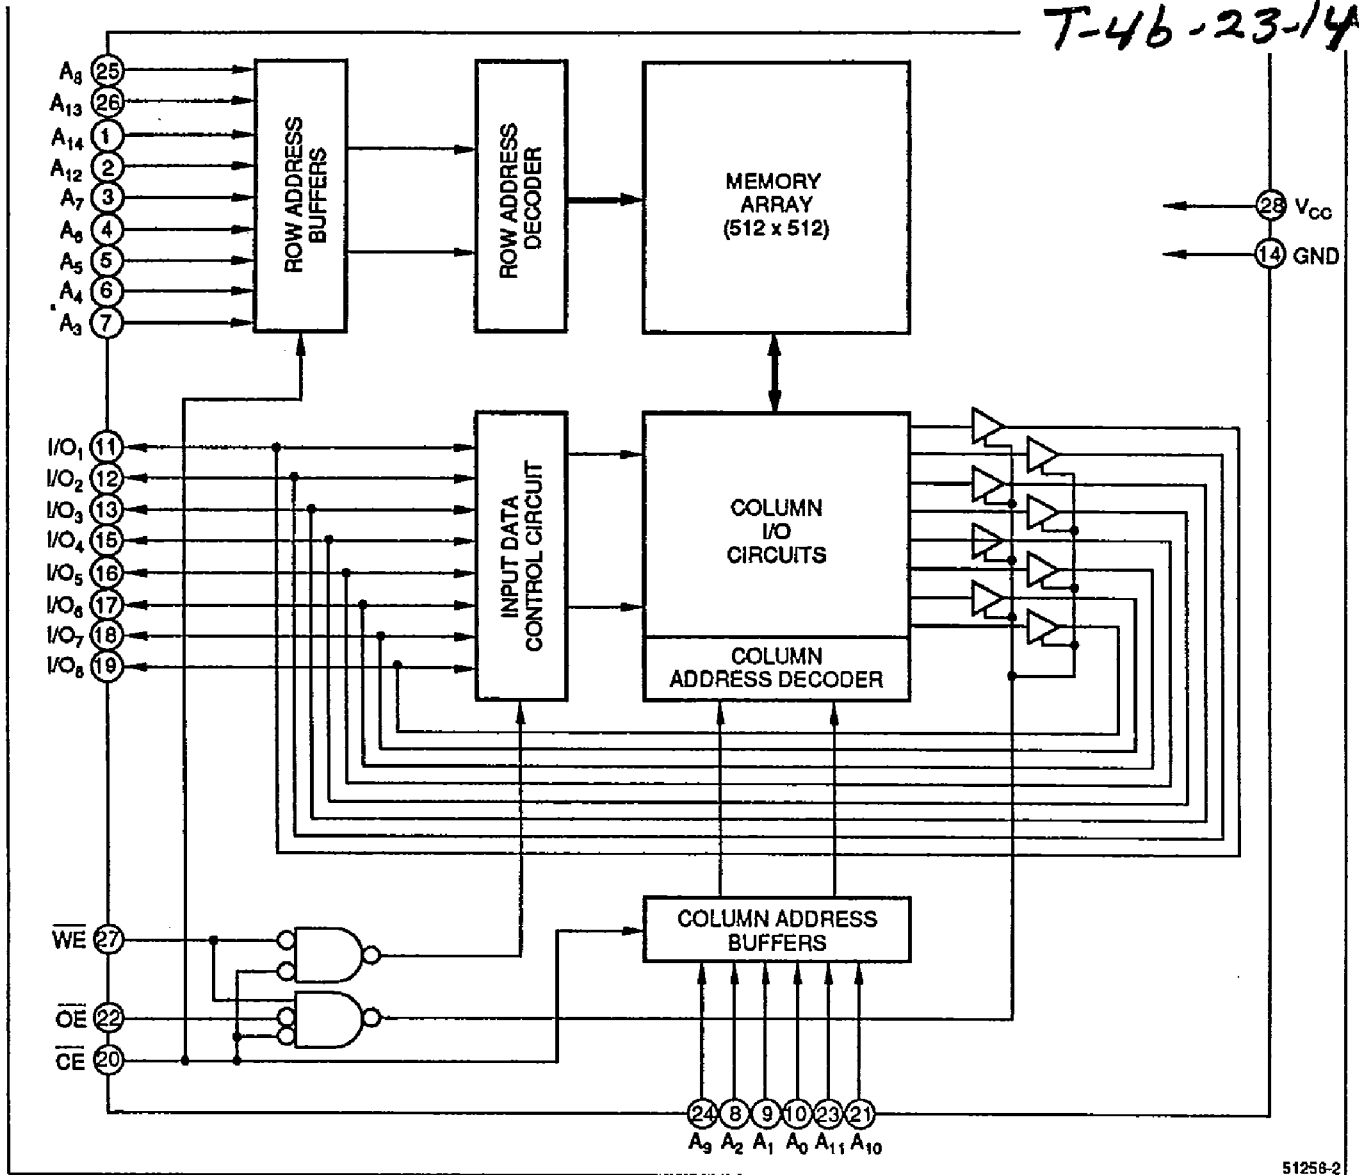 T-46-23-14
A8 25
A13 26
A14 1
A12 2
A7 3
A6 4
A5 5
A4 6
A3 7
ROW ADDRESS
BUFFERS
ROW ADDRESS
DECODER
MEMORY
ARRAY
(512 x 512)
28 VCC
14 GND
I/O1 11
I/O2 12
I/O3 13
I/O4 15
I/O5 16
I/O6 17
I/O7 18
I/O8 19
INPUT DATA
CONTROL CIRCUIT
COLUMN
I/O
CIRCUITS
COLUMN
ADDRESS DECODER
COLUMN ADDRESS
BUFFERS
WE 27
OE 22
CE 20
24 8 9 10 23 21
A9 A2 A1 A0 A11 A10
51256-2